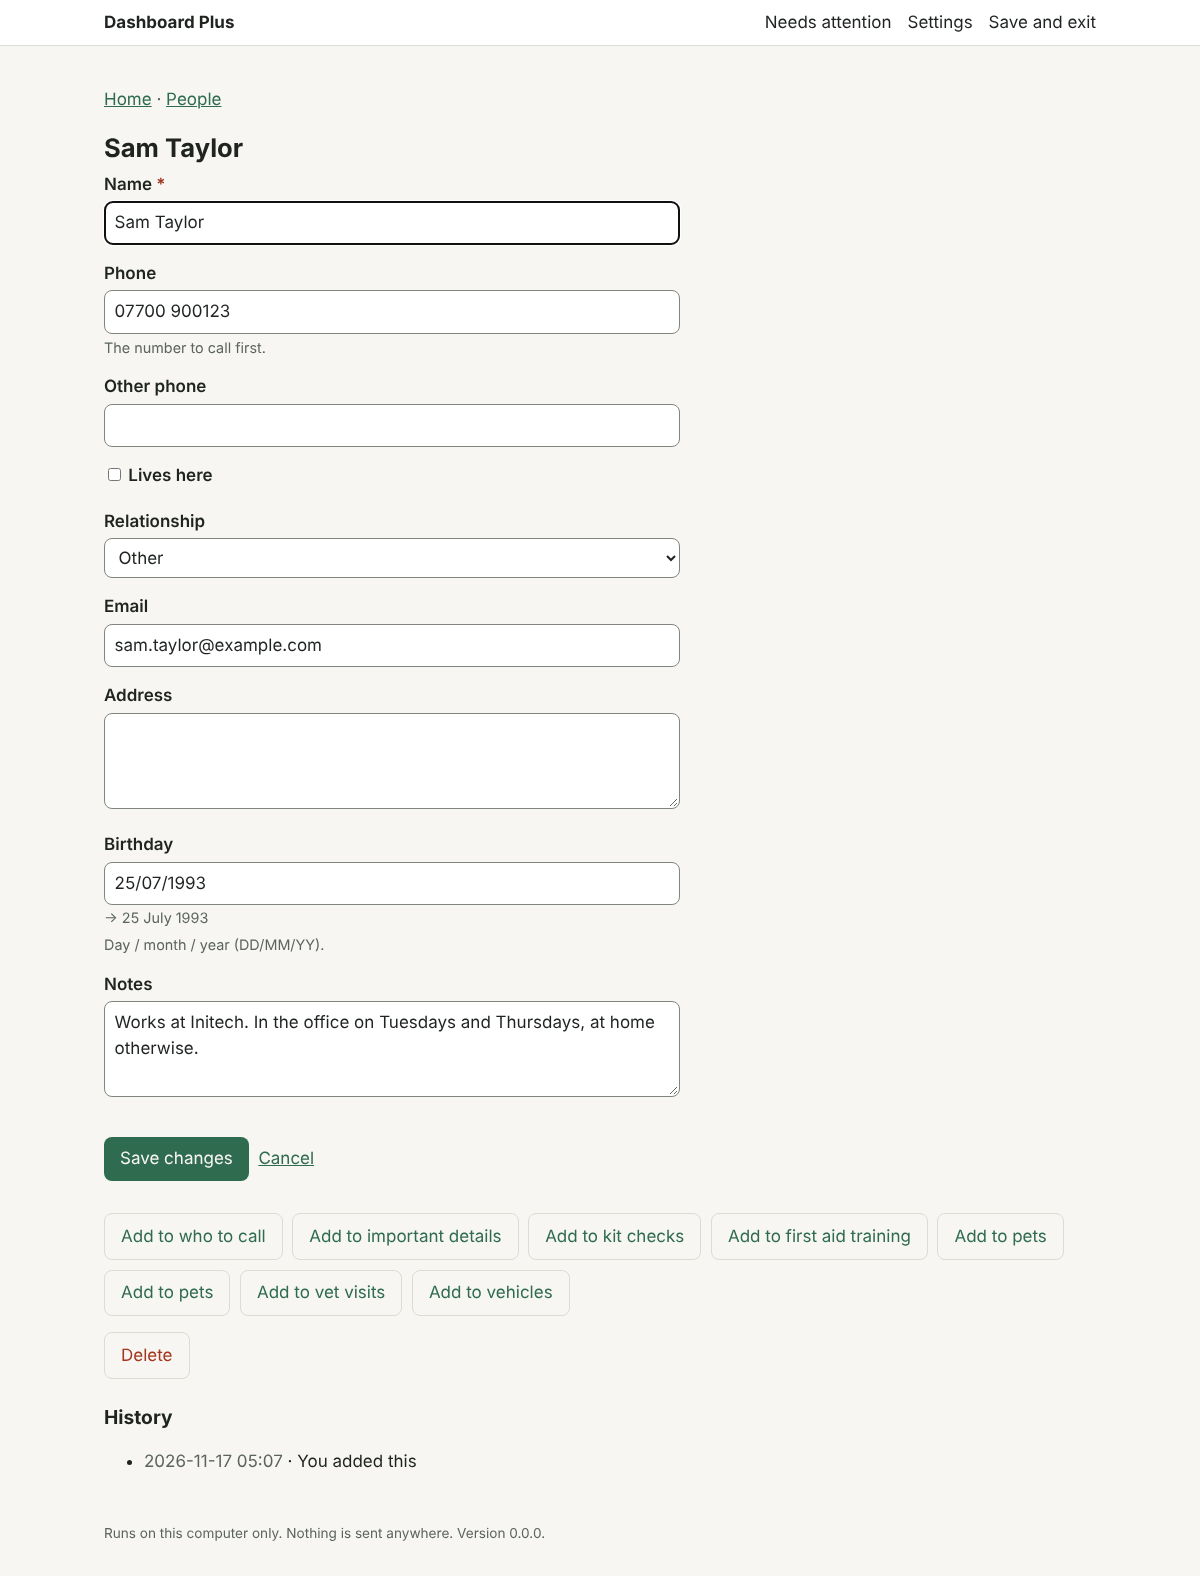 Dashboard Plus
Needs attention Settings Save and exit
Home · People
Sam Taylor
Name *
Sam Taylor
Phone
07700 900123
The number to call first.
Other phone
Lives here
Relationship
Other
Email
sam.taylor@example.com
Address
Birthday
25/07/1993
→ 25 July 1993
Day / month / year (DD/MM/YY).
Notes
Works at Initech. In the office on Tuesdays and Thursdays, at home
otherwise.
Save changes Cancel
Add to who to call Add to important details Add to kit checks Add to first aid training Add to pets
Add to pets Add to vet visits Add to vehicles
Delete
History
• 2026-11-17 05:07 · You added this
Runs on this computer only. Nothing is sent anywhere. Version 0.0.0.